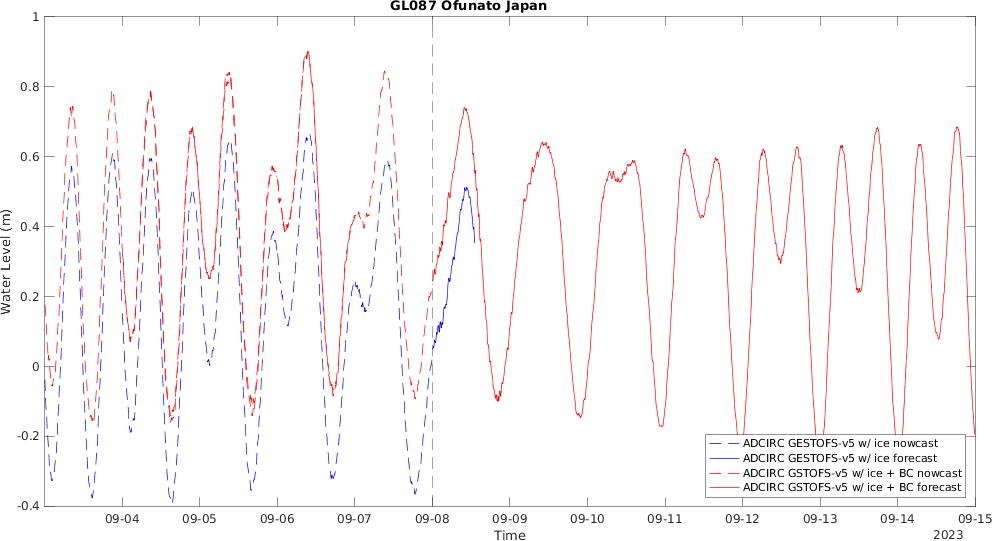 GL087 Ofunato Japan
Water Level (m)
1
0.8
0.6
0.4
0.2
0
-0.2
-0.4
09-04 09-05 09-06 09-07 09-08 09-09 09-10 09-11 09-12 09-13 09-14 09-15
Time
2023
ADCIRC GESTOFS-v5 w/ ice nowcast
ADCIRC GESTOFS-v5 w/ ice forecast
ADCIRC GSTOFS-v5 w/ ice + BC nowcast
ADCIRC GSTOFS-v5 w/ ice + BC forecast